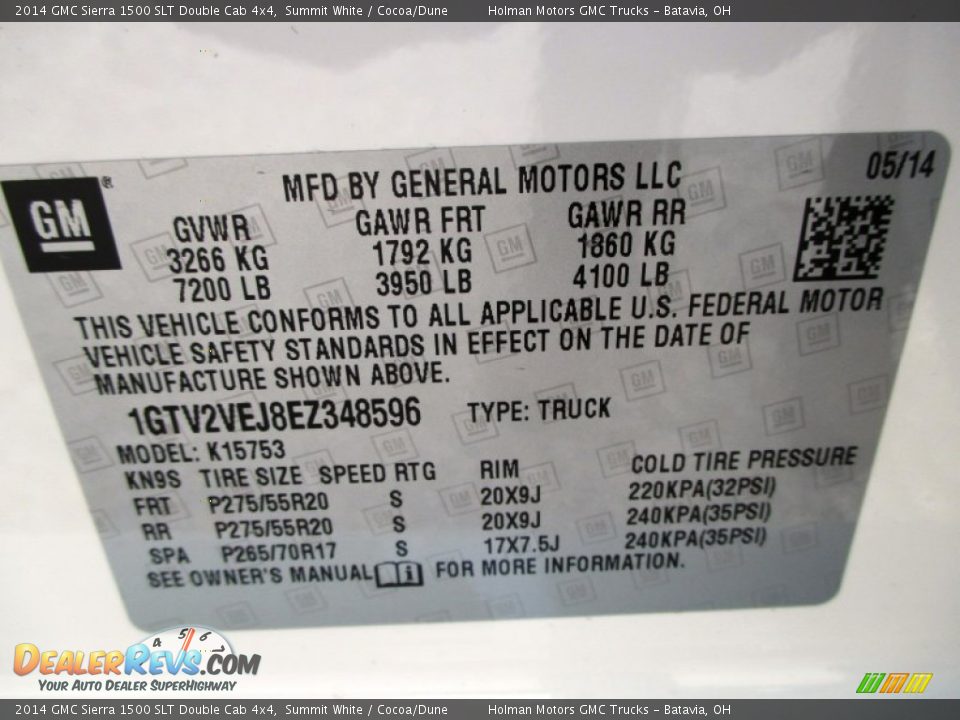 2014 GMC Sierra 1500 SLT Double Cab 4x4, Summit White / Cocoa/Dune Holman Motors GMC Trucks - Batavia, OH
05/14
GM ®
MFD BY GENERAL MOTORS LLC
GVWR GAWR FRT GAWR RR
3266 KG 1792 KG 1860 KG
7200 LB 3950 LB 4100 LB
THIS VEHICLE CONFORMS TO ALL APPLICABLE U.S. FEDERAL MOTOR
VEHICLE SAFETY STANDARDS IN EFFECT ON THE DATE OF
MANUFACTURE SHOWN ABOVE.
1GTV2VEJ8EZ348596 TYPE: TRUCK
MODEL: K15753
KN9S TIRE SIZE SPEED RTG RIM COLD TIRE PRESSURE
FRT P275/55R20 S 20X9J 220KPA(32PSI)
RR P275/55R20 S 20X9J 240KPA(35PSI)
SPA P265/70R17 S 17X7.5J 240KPA(35PSI)
SEE OWNER'S MANUAL i FOR MORE INFORMATION.
4 5 6
DEALERREVS.COM
YOUR AUTO DEALER SUPERHIGHWAY
2014 GMC Sierra 1500 SLT Double Cab 4x4, Summit White / Cocoa/Dune Holman Motors GMC Trucks - Batavia, OH